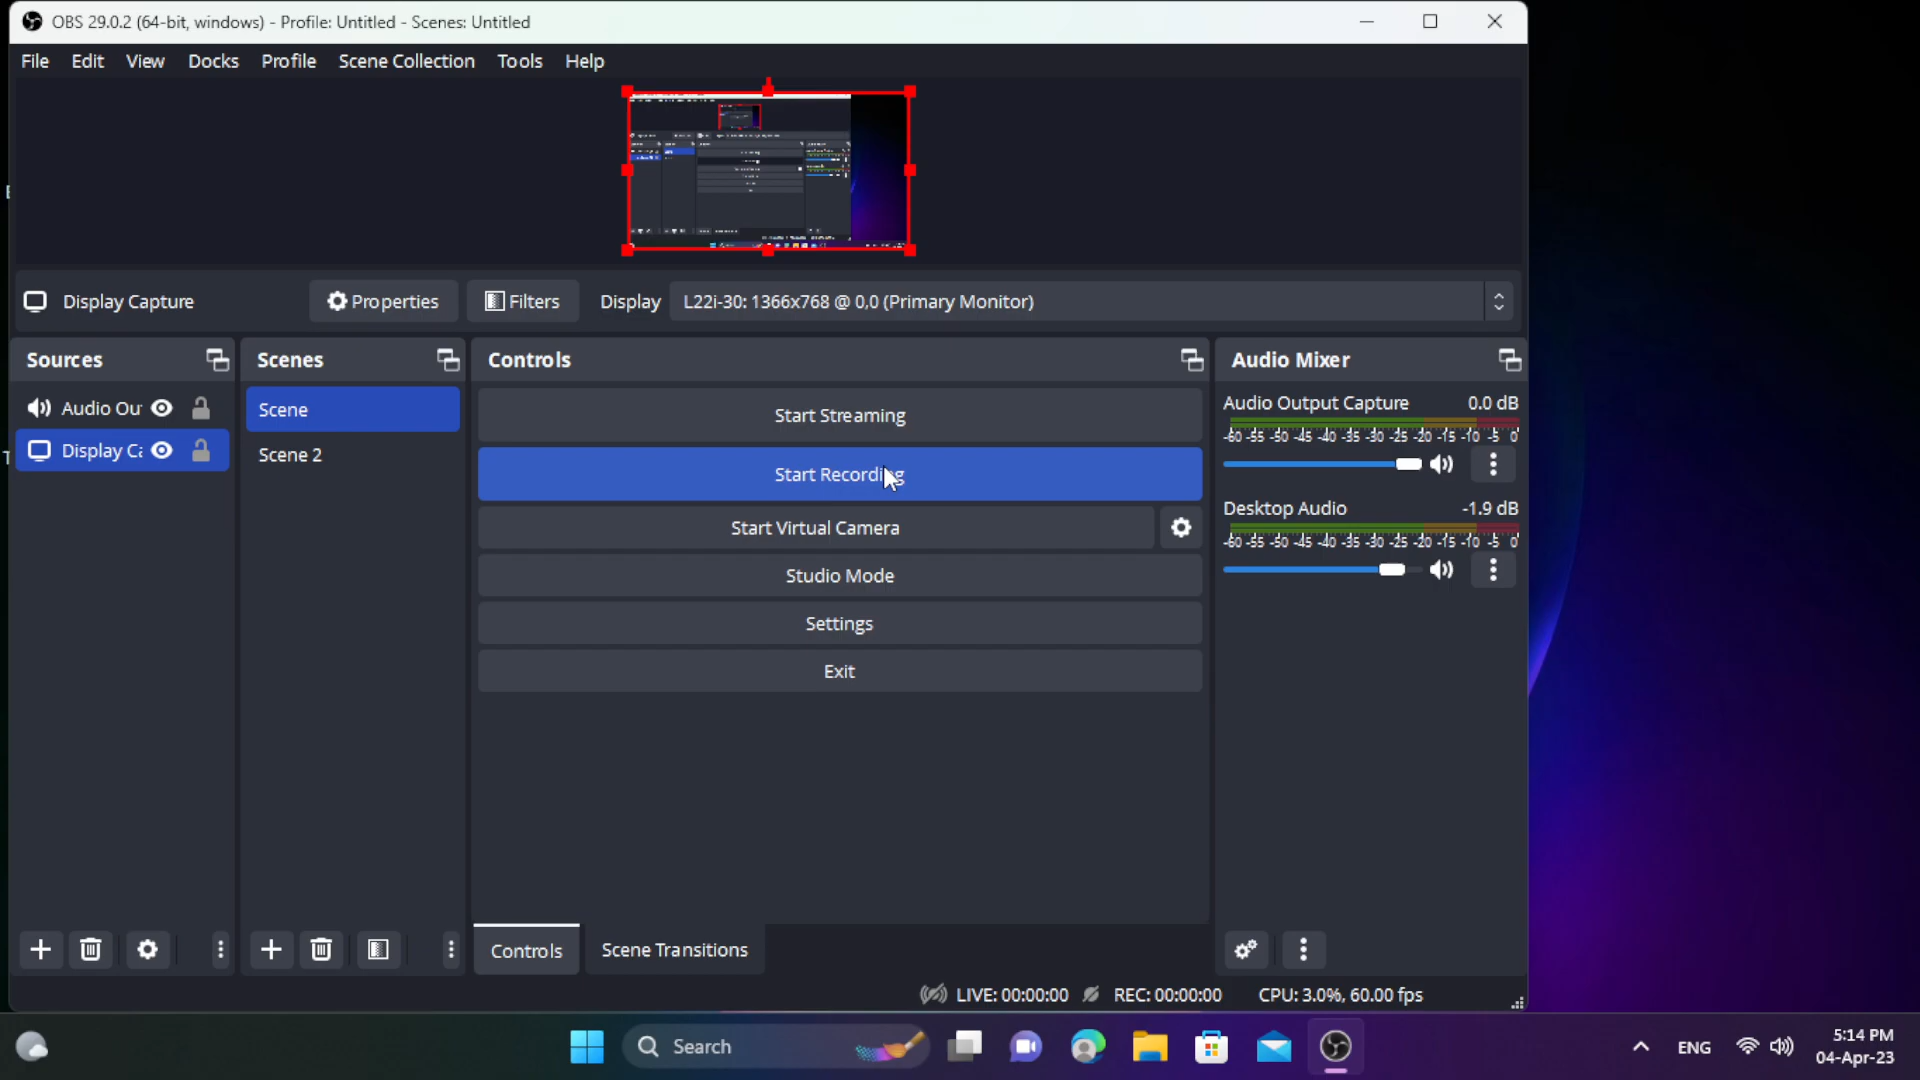 OBS 29.0.2 (64-bit, windows) - Profile: Untitled - Scenes: Untitled
File Edit View Docks Profile Scene Collection Tools Help
Display Capture Properties Filters Display L22i-30: 1366x768 @ 0,0 (Primary Monitor)
Sources
Audio Ou
Display Ca
Scenes
Scene
Scene 2
Controls
Start Streaming
Start Recording
Start Virtual Camera
Studio Mode
Settings
Exit
Controls Scene Transitions
Audio Mixer
Audio Output Capture 0.0 dB
-60 -55 -50 -45 -40 -35 -30 -25 -20 -15 -10 -5 0
Desktop Audio -1.9 dB
-60 -55 -50 -45 -40 -35 -30 -25 -20 -15 -10 -5 0
LIVE: 00:00:00 REC: 00:00:00 CPU: 3.0%, 60.00 fps
Search
ENG
5:14 PM
04-Apr-23